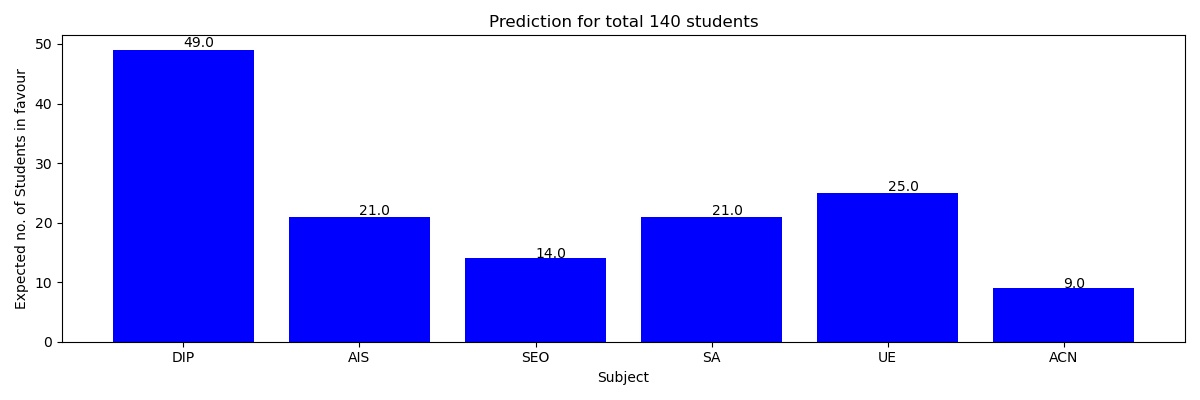 Prediction for total 140 students
Expected no. of Students in favour
50
40
30
20
10
0
49.0
21.0
14.0
21.0
25.0
9.0
DIP
AIS
SEO
SA
UE
ACN
Subject